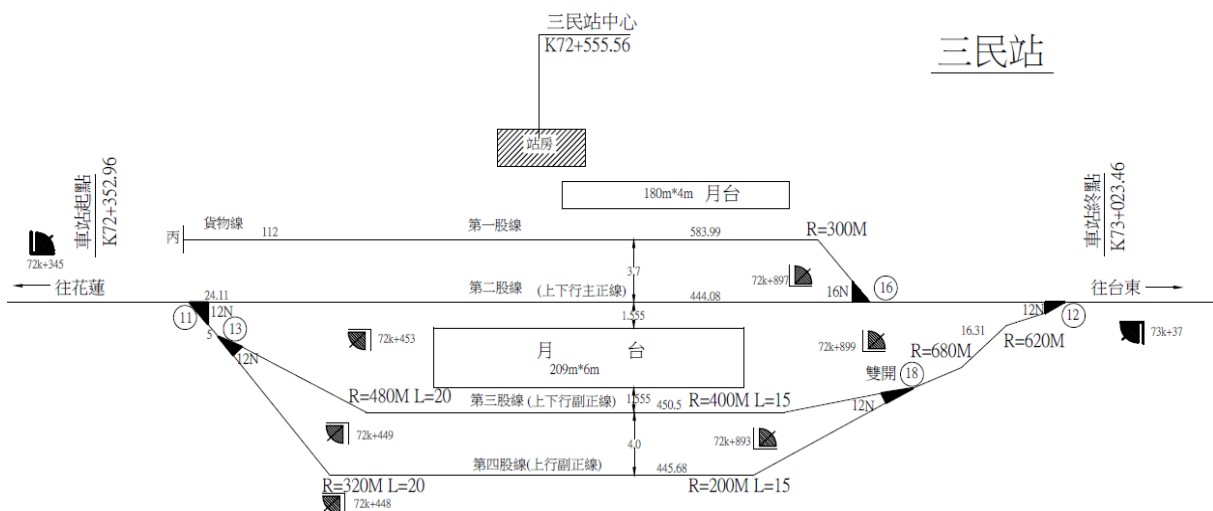 三民站中心
K72+555.56
三民站
站房
車站起點
K72+352.96
車站終點
K73+023.46
180m*4m 月台
貨物線
丙
112
第一股線
583.99
R=300M
72k+345
3.7
72k+897
往花蓮
24.11
第二股線 (上下行主正線)
444.08
16N
16
往台東
11
12N
13
5
12N
1.555
72k+453
月 台
209m*6m
72k+899
16.31
12N
12
73k+37
R=620M
R=680M
雙開
18
12N
R=480M L=20
第三股線(上下行副正線)
1.555
450.5
R=400M L=15
72k+449
4.0
72k+893
第四股線(上行副正線)
445.68
R=320M L=20
R=200M L=15
72k+448